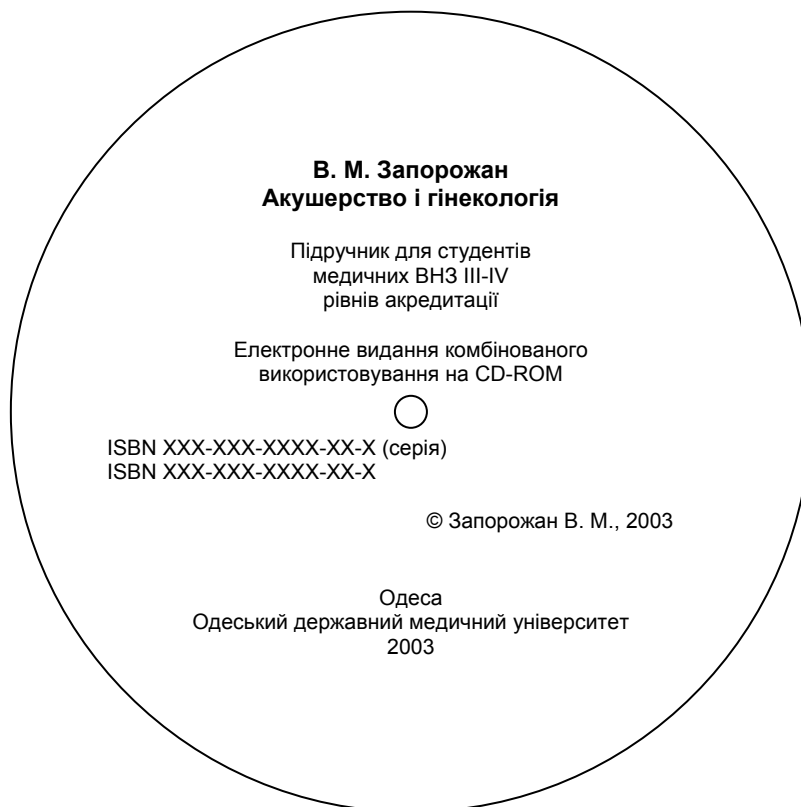 В. М. Запорожан
Акушерство і гінекологія
Підручник для студентів
медичних ВНЗ III-IV
рівнів акредитації
Електронне видання комбінованого
використовування на CD-ROM
ISBN XXX-XXX-XXXX-XX-X (серія)
ISBN XXX-XXX-XXXX-XX-X
© Запорожан В. М., 2003
Одеса
Одеський державний медичний університет
2003